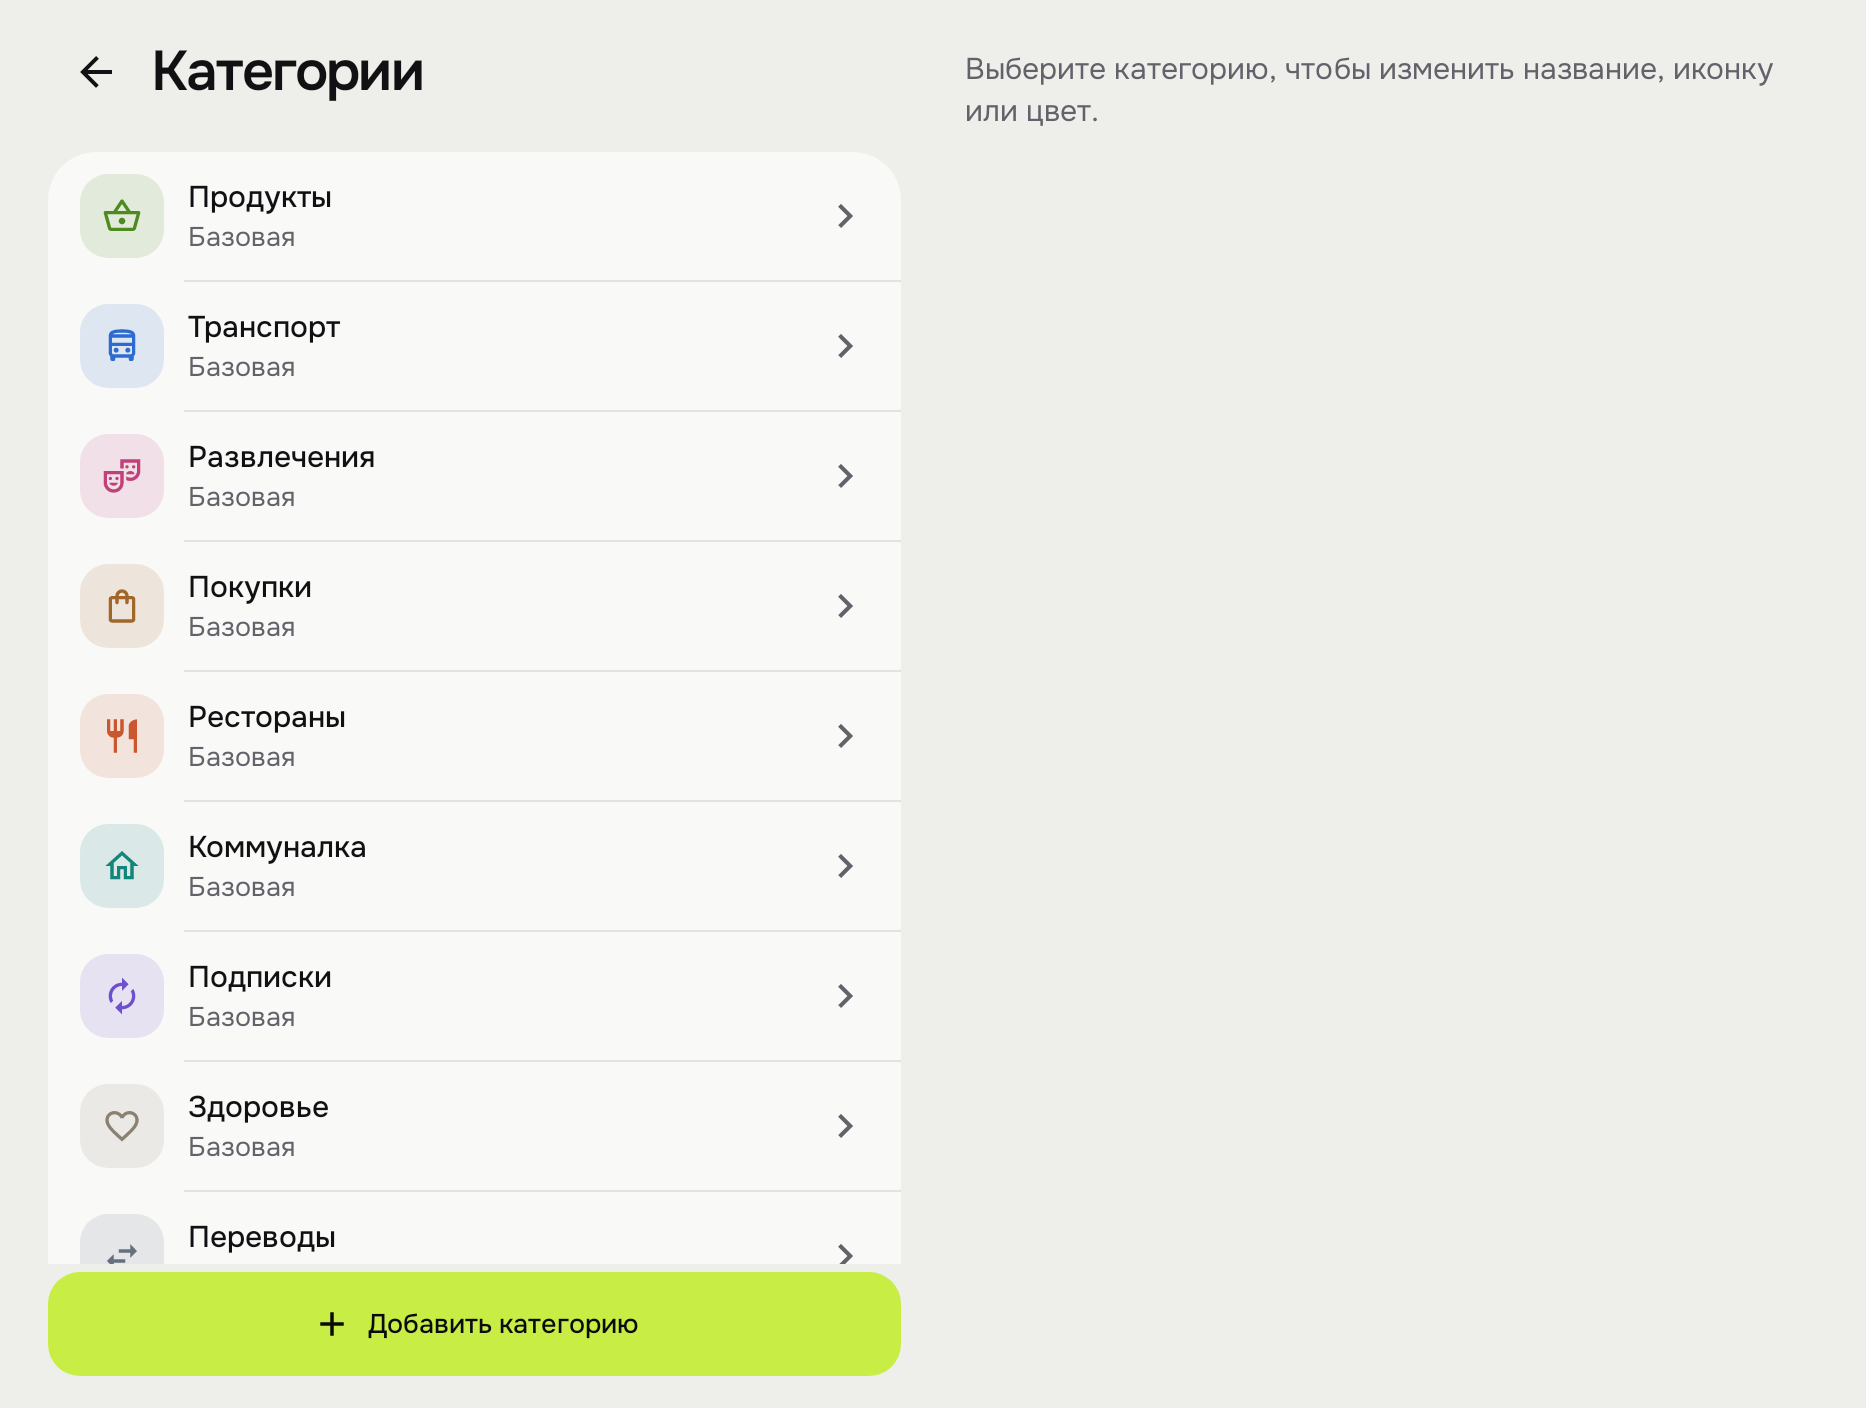 Категории
Продукты
Базовая
Транспорт
Базовая
Развлечения
Базовая
Покупки
Базовая
Рестораны
Базовая
Коммуналка
Базовая
Подписки
Базовая
Здоровье
Базовая
Переводы
Добавить категорию
Выберите категорию, чтобы изменить название, иконку
или цвет.